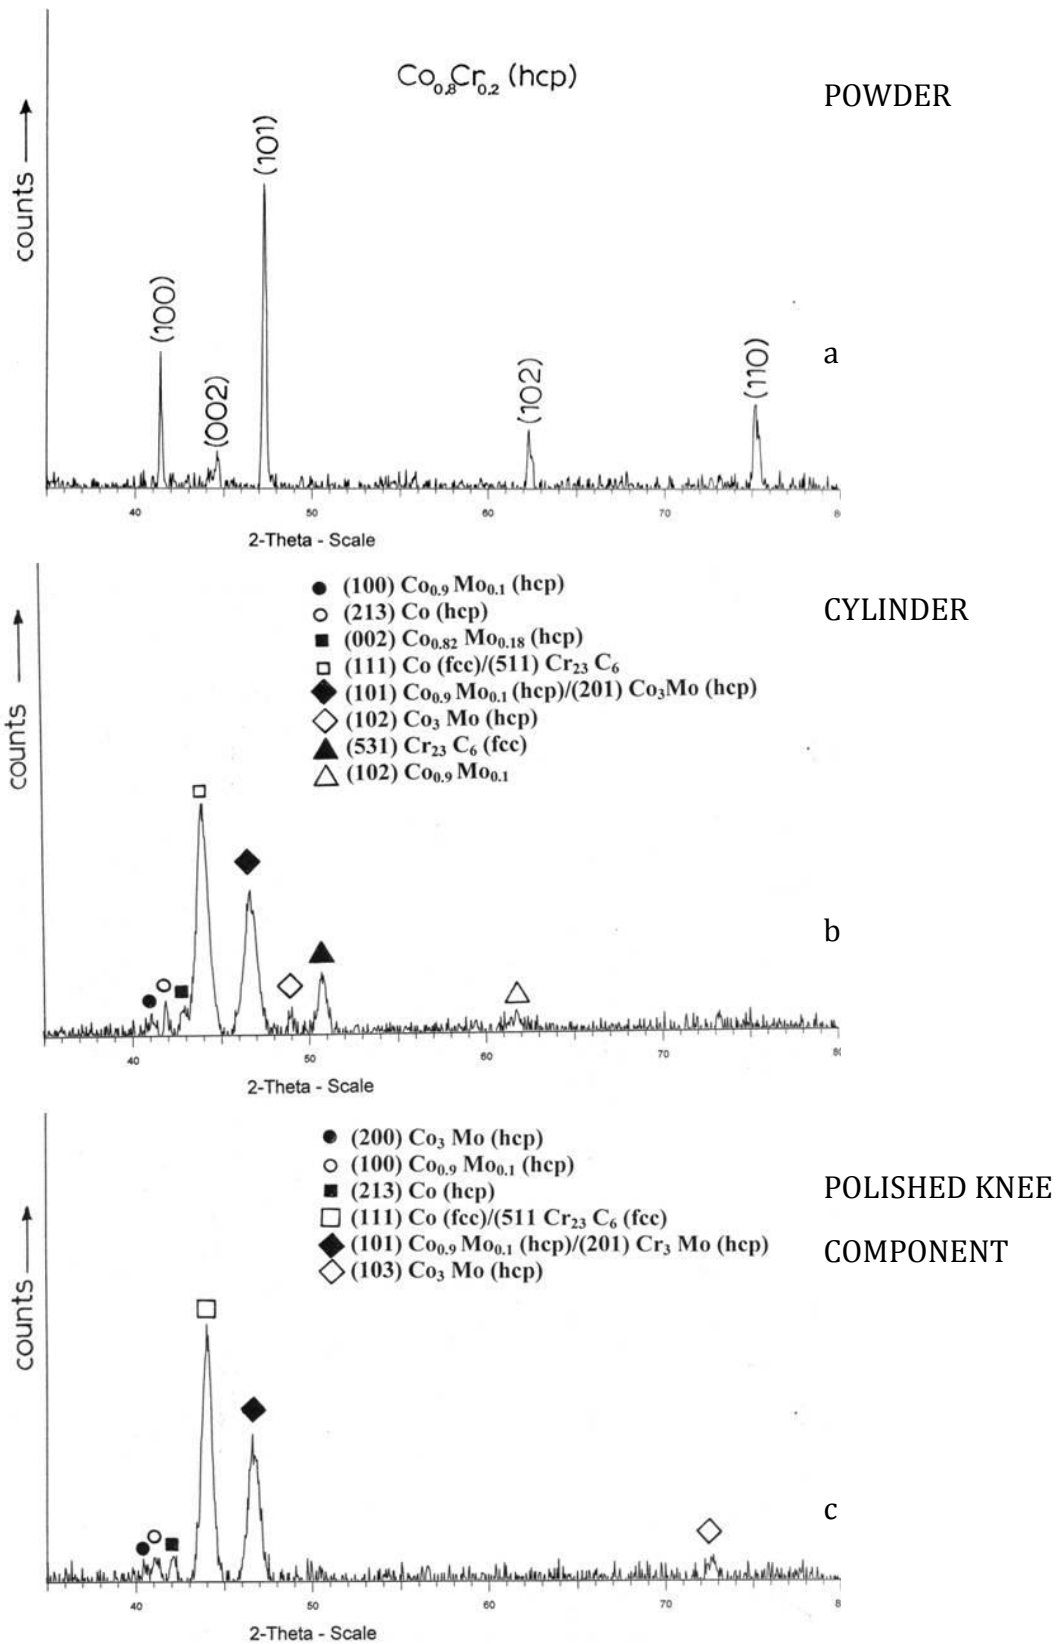 Co0.8Cr0.2 (hcp)
POWDER
counts
(100)
(002)
(101)
(102)
(110)
a
40 50 60 70 8
2-Theta - Scale
● (100) Co0.9 Mo0.1 (hcp)
○ (213) Co (hcp)
■ (002) Co0.82 Mo0.18 (hcp)
□ (111) Co (fcc)/(511) Cr23 C6
◆ (101) Co0.9 Mo0.1 (hcp)/(201) Co3Mo (hcp)
◇ (102) Co3 Mo (hcp)
▲ (531) Cr23 C6 (fcc)
△ (102) Co0.9 Mo0.1
CYLINDER
counts
b
40 50 60 70 80
2-Theta - Scale
● (200) Co3 Mo (hcp)
○ (100) Co0.9 Mo0.1 (hcp)
■ (213) Co (hcp)
□ (111) Co (fcc)/(511 Cr23 C6 (fcc)
◆ (101) Co0.9 Mo0.1 (hcp)/(201) Cr3 Mo (hcp)
◇ (103) Co3 Mo (hcp)
POLISHED KNEE
COMPONENT
counts
c
40 50 60 70 8
2-Theta - Scale